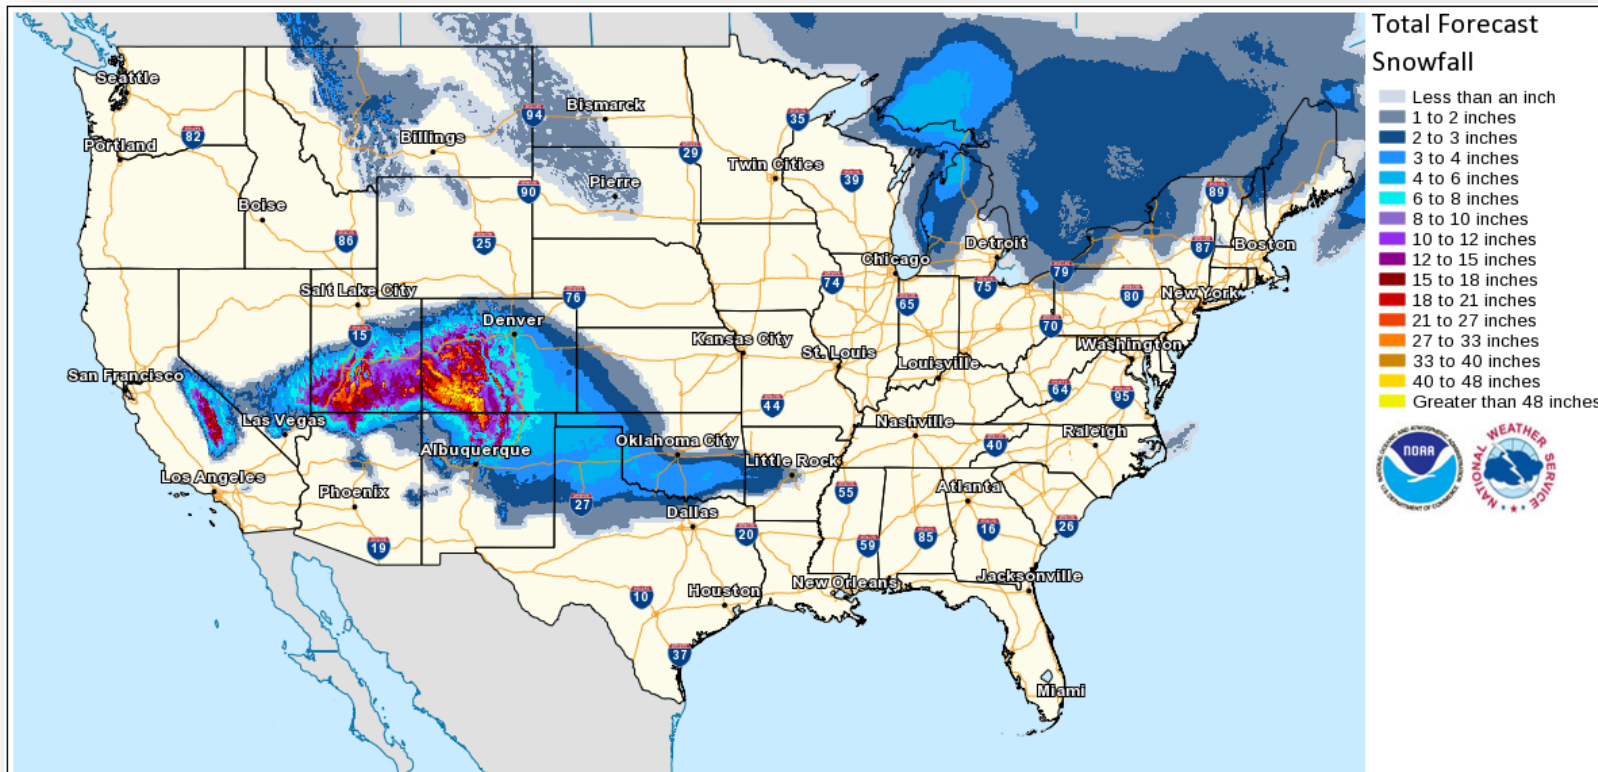 Total Forecast
Snowfall
Less than an inch
1 to 2 inches
2 to 3 inches
3 to 4 inches
4 to 6 inches
6 to 8 inches
8 to 10 inches
10 to 12 inches
12 to 15 inches
15 to 18 inches
18 to 21 inches
21 to 27 inches
27 to 33 inches
33 to 40 inches
40 to 48 inches
Greater than 48 inches
NOAA
NATIONAL WEATHER SERVICE
Seattle
94
Bismarck
35
82
Billings
Portland
29
Twin Cities
39
90
Pierre
89
Boise
86
25
Detroit
87
Boston
Chicago
79
Salt Lake City
76
74
65
75
80
New York
Denver
15
70
Kansas City
St. Louis
Washington
Louisville
San Francisco
64
95
44
Las Vegas
Nashville
Raleigh
Oklahoma City
40
Albuquerque
Little Rock
Los Angeles
Phoenix
55
Atlanta
27
Dallas
20
16
26
19
59
85
Jacksonville
New Orleans
10
Houston
37
Miami